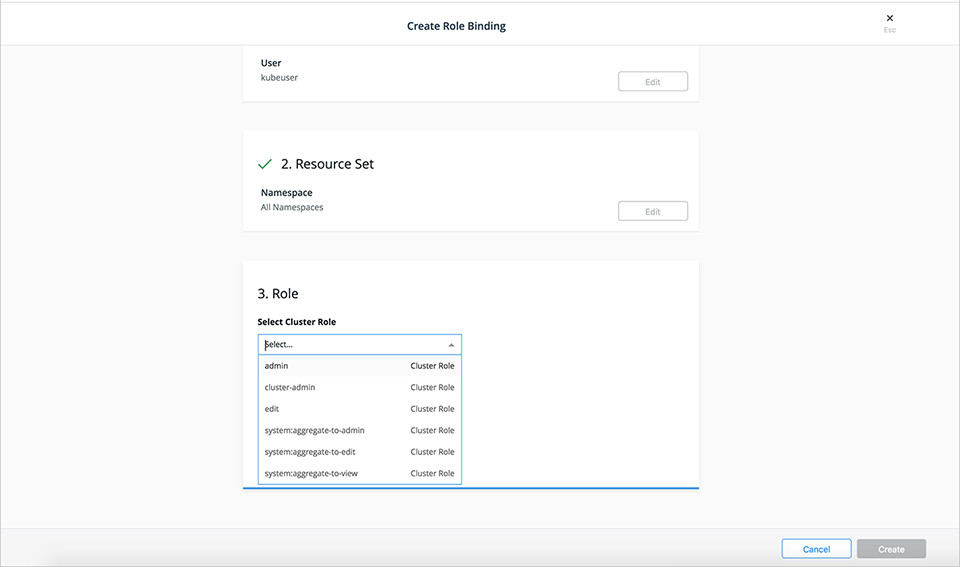 Create Role Binding
×
Esc
User
kubeuser
Edit
2. Resource Set
Namespace
All Namespaces
Edit
3. Role
Select Cluster Role
Select...
admin Cluster Role
cluster-admin Cluster Role
edit Cluster Role
system:aggregate-to-admin Cluster Role
system:aggregate-to-edit Cluster Role
system:aggregate-to-view Cluster Role
Cancel Create